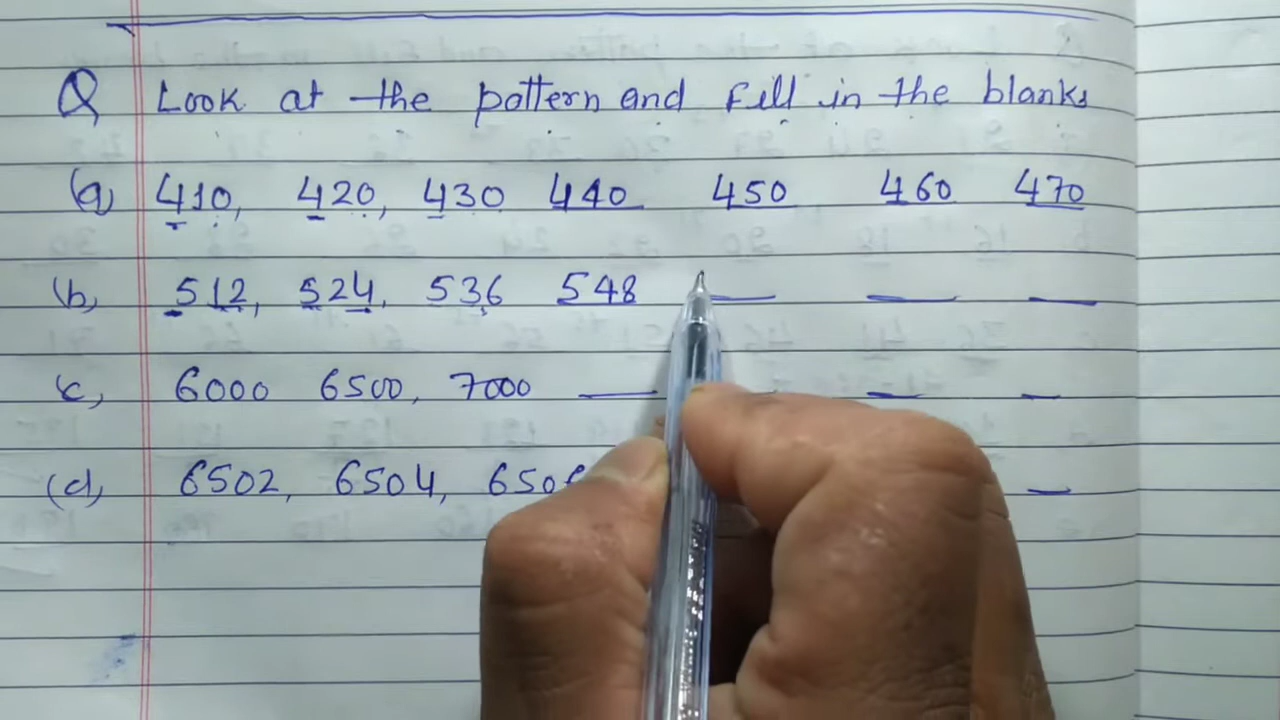 Q Look at the pattern and Fill in the blanks
(a) 410, 420, 430 440 450 460 470
(b) 512, 524, 536 548
(c) 6000 6500, 7000
(d) 6502, 6504, 6506